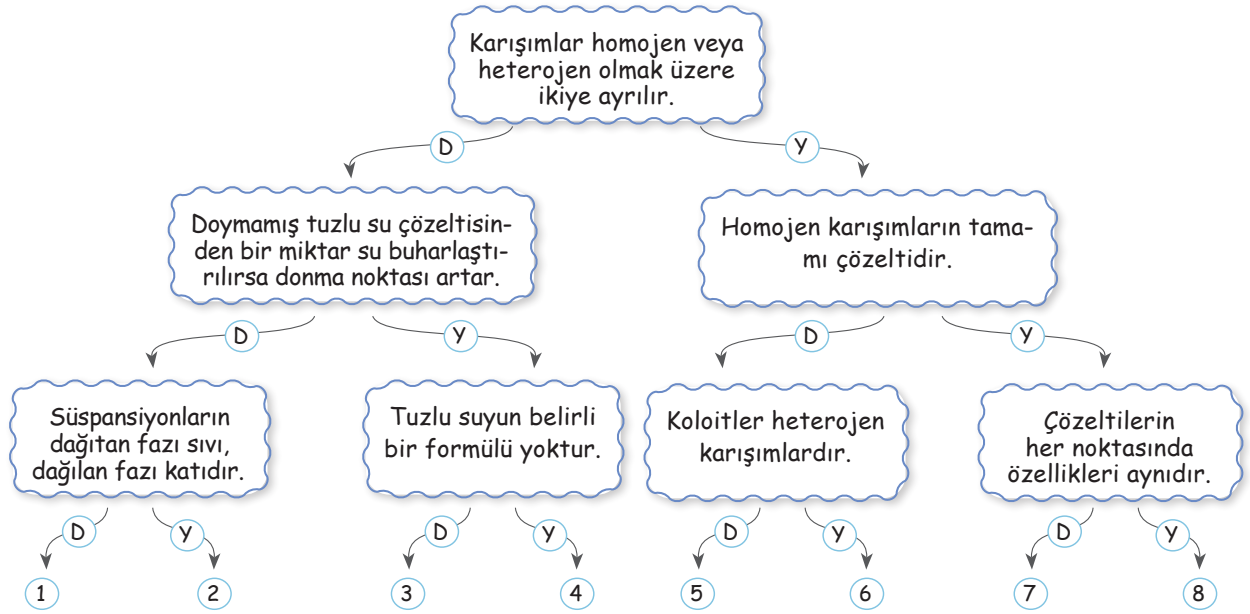 Karışımlar homojen veya
heterojen olmak üzere
ikiye ayrılır.
D
Y
Doymamış tuzlu su çözeltisin-
den bir miktar su buharlaştı-
rılırsa donma noktası artar.
Homojen karışımların tama-
mı çözeltidir.
D
Y
D
Y
Süspansiyonların
dağıtan fazı sıvı,
dağılan fazı katıdır.
Tuzlu suyun belirli
bir formülü yoktur.
Koloitler heterojen
karışımlardır.
Çözeltilerin
her noktasında
özellikleri aynıdır.
D
Y
D
Y
D
Y
D
Y
1
2
3
4
5
6
7
8